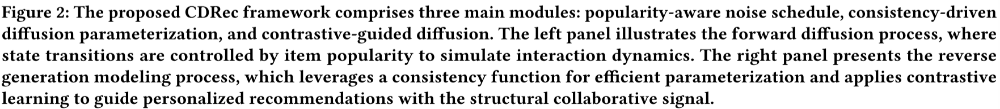 Figure 2: The proposed CDRec framework comprises three main modules: popularity-aware noise schedule, consistency-driven
diffusion parameterization, and contrastive-guided diffusion. The left panel illustrates the forward diffusion process, where
state transitions are controlled by item popularity to simulate interaction dynamics. The right panel presents the reverse
generation modeling process, which leverages a consistency function for efficient parameterization and applies contrastive
learning to guide personalized recommendations with the structural collaborative signal.